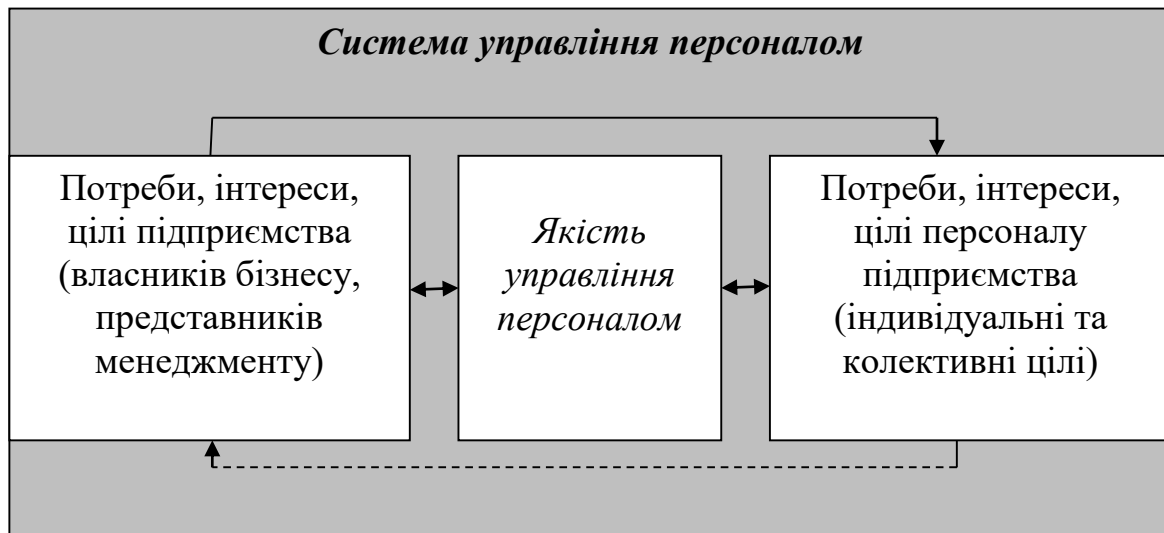 Система управління персоналом
Потреби, інтереси,
цілі підприємства
(власників бізнесу,
представників
менеджменту)
Якість
управління
персоналом
Потреби, інтереси,
цілі персоналу
підприємства
(індивідуальні та
колективні цілі)